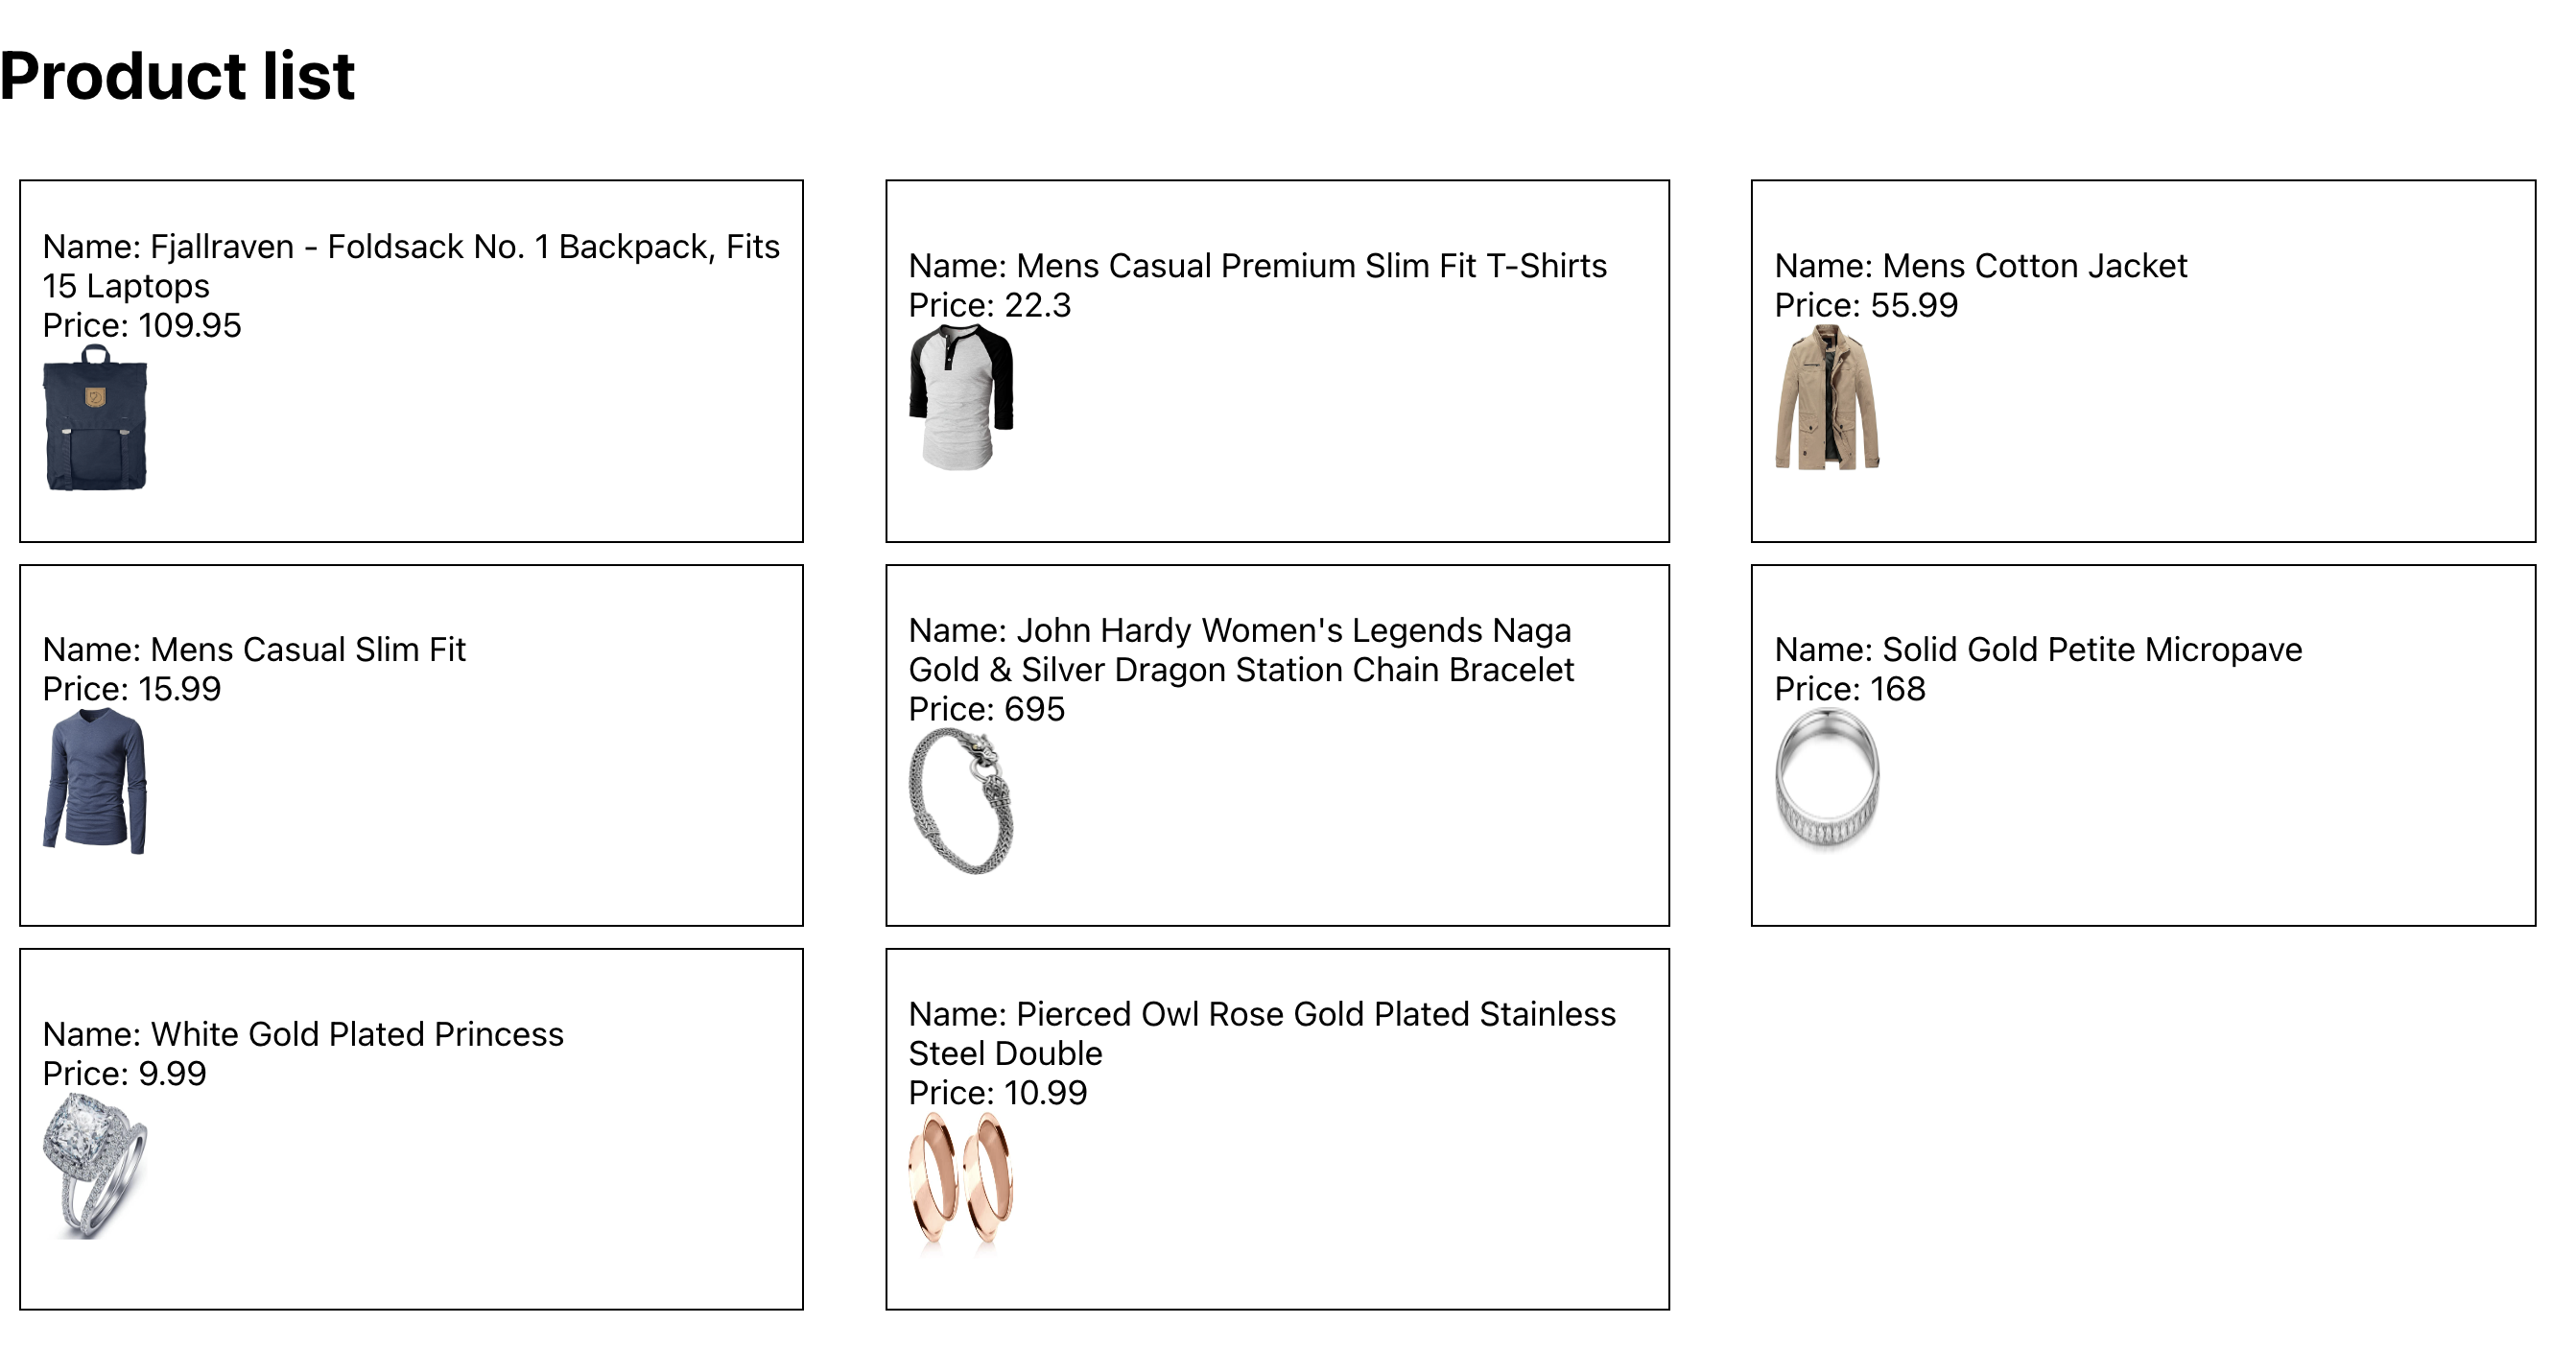 Product list
Name: Fjallraven - Foldsack No. 1 Backpack, Fits
15 Laptops
Price: 109.95
Name: Mens Casual Premium Slim Fit T-Shirts
Price: 22.3
Name: Mens Cotton Jacket
Price: 55.99
Name: Mens Casual Slim Fit
Price: 15.99
Name: John Hardy Women's Legends Naga
Gold & Silver Dragon Station Chain Bracelet
Price: 695
Name: Solid Gold Petite Micropave
Price: 168
Name: White Gold Plated Princess
Price: 9.99
Name: Pierced Owl Rose Gold Plated Stainless
Steel Double
Price: 10.99